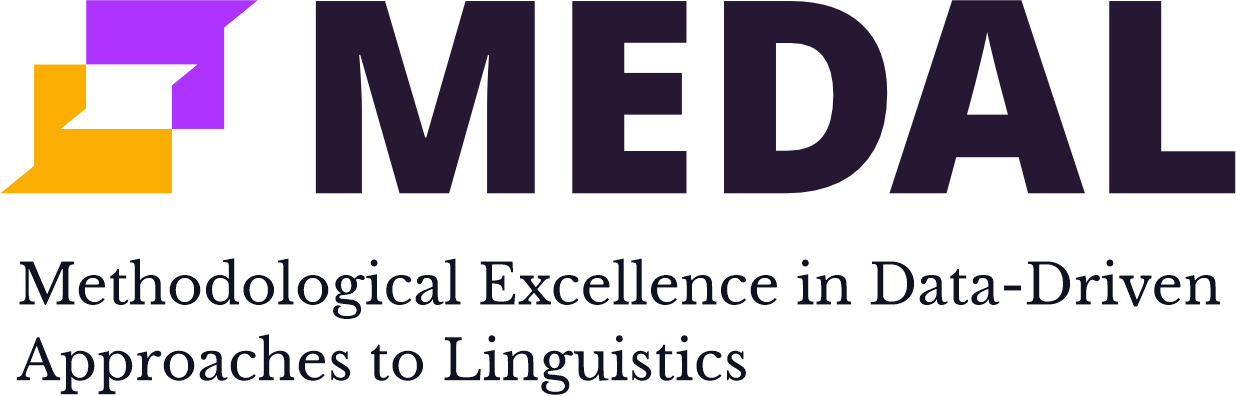 MEDAL
Methodological Excellence in Data-Driven
Approaches to Linguistics